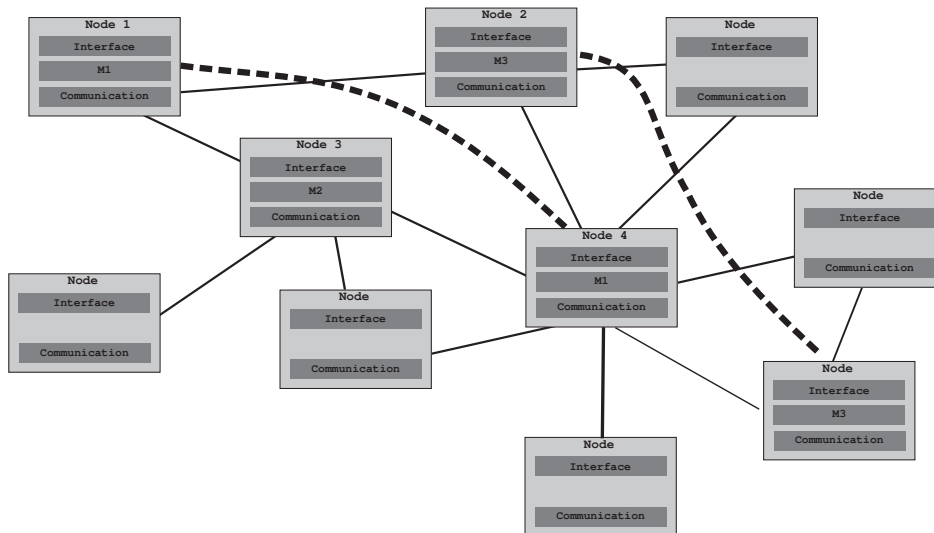 Node 1
Interface
M1
Communication
Node 2
Interface
M3
Communication
Node
Interface
Communication
Node 3
Interface
M2
Communication
Node
Interface
Communication
Node 4
Interface
M1
Communication
Node
Interface
Communication
Node
Interface
Communication
Node
Interface
M3
Communication
Node
Interface
Communication